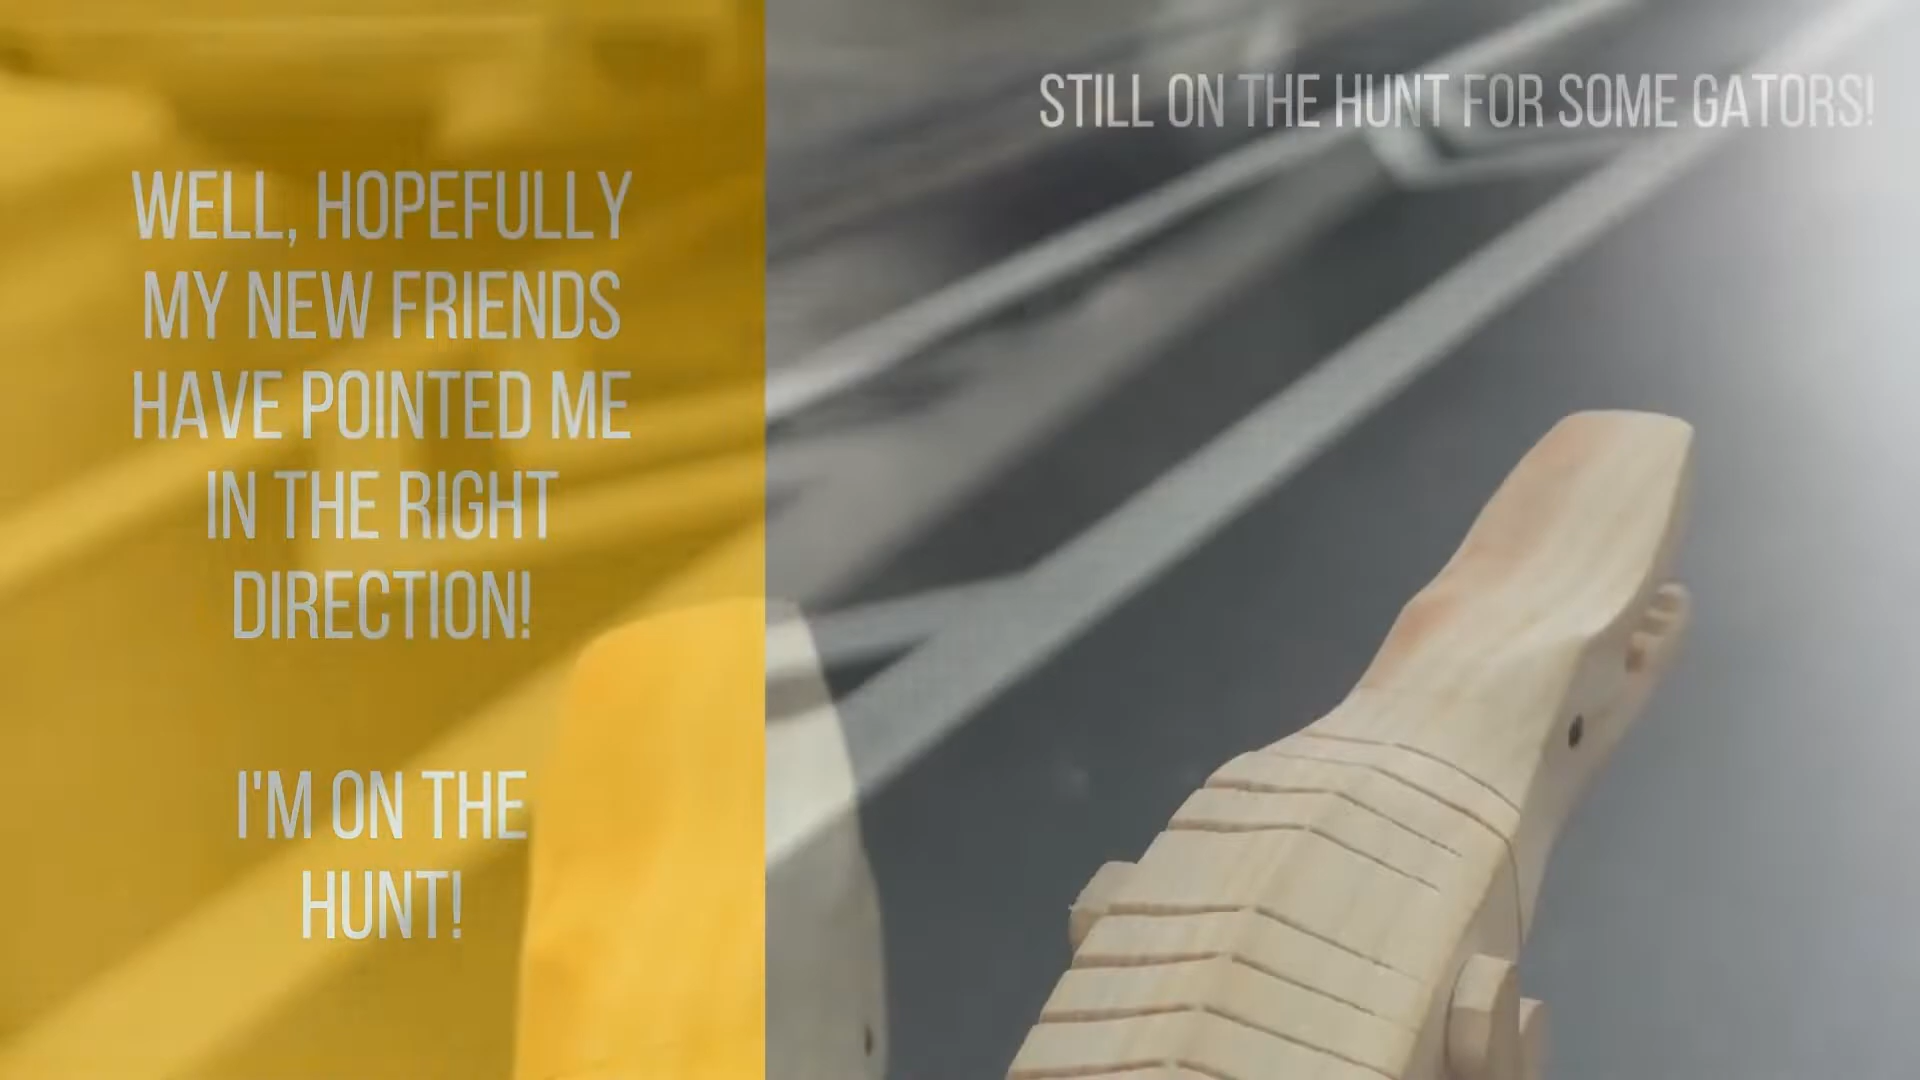 STILL ON THE HUNT FOR SOME GATORS!
WELL, HOPEFULLY
MY NEW FRIENDS
HAVE POINTED ME
IN THE RIGHT
DIRECTION!
I'M ON THE
HUNT!